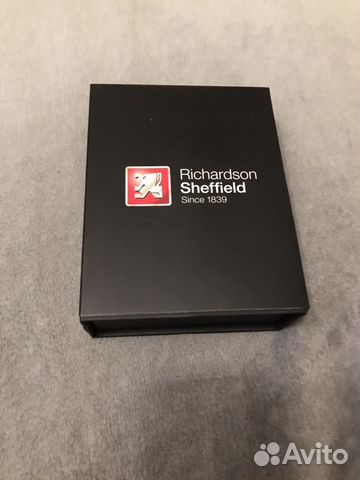 Richardson
Sheffield
Since 1839
Avito